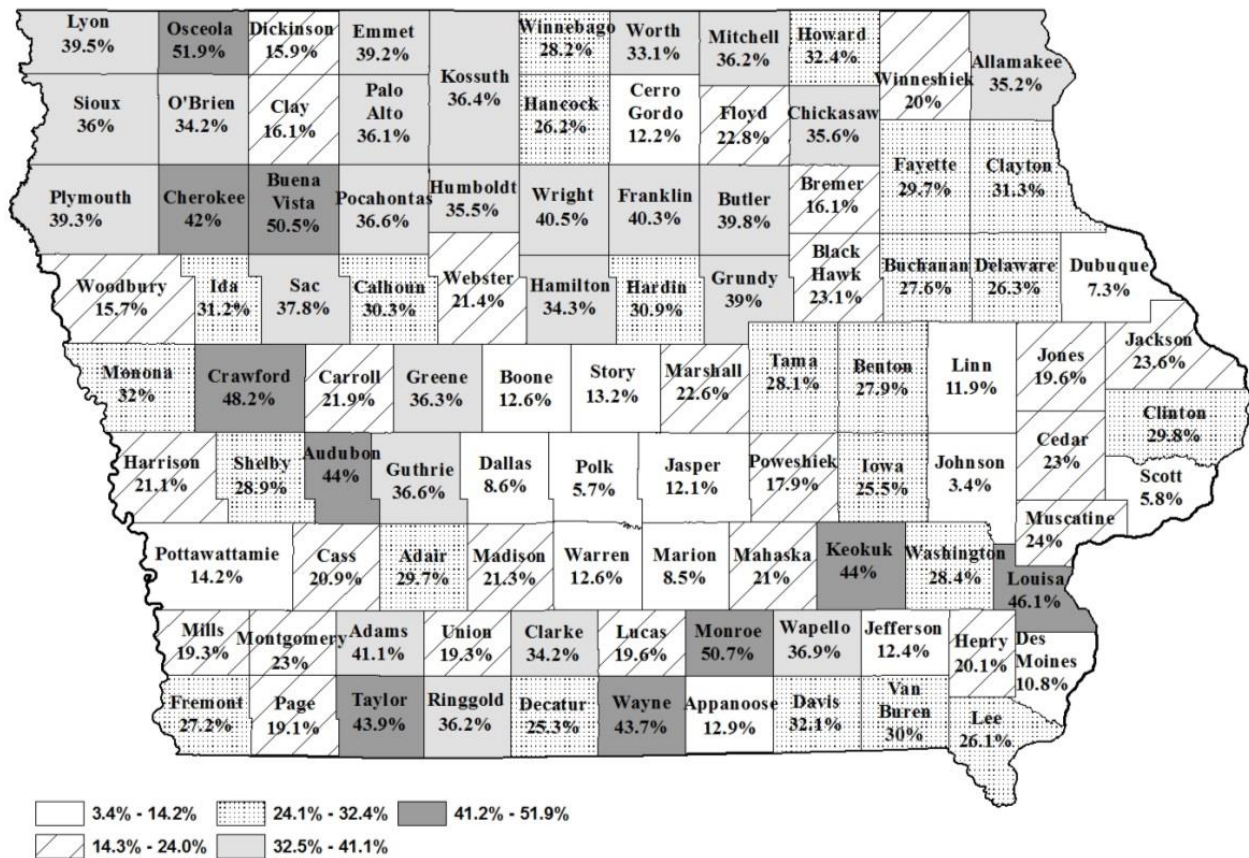 Lyon
39.5%
Osceola
51.9%
Dickinson
15.9%
Emmet
39.2%
Kossuth
36.4%
Winnebago
28.2%
Worth
33.1%
Mitchell
36.2%
Howard
32.4%
Winneshiek
20%
Allamakee
35.2%
Sioux
36%
O'Brien
34.2%
Clay
16.1%
Palo
Alto
36.1%
Hancock
26.2%
Cerro
Gordo
12.2%
Floyd
22.8%
Chickasaw
35.6%
Fayette
29.7%
Clayton
31.3%
Plymouth
39.3%
Cherokee
42%
Buena
Vista
50.5%
Pocahontas
36.6%
Humboldt
35.5%
Wright
40.5%
Franklin
40.3%
Butler
39.8%
Bremer
16.1%
Woodbury
15.7%
Ida
31.2%
Sac
37.8%
Calhoun
30.3%
Webster
21.4%
Hamilton
34.3%
Hardin
30.9%
Grundy
39%
Black
Hawk
23.1%
Buchanan
27.6%
Delaware
26.3%
Dubuque
7.3%
Monona
32%
Crawford
48.2%
Carroll
21.9%
Greene
36.3%
Boone
12.6%
Story
13.2%
Marshall
22.6%
Tama
28.1%
Benton
27.9%
Linn
11.9%
Jones
19.6%
Jackson
23.6%
Clinton
29.8%
Harrison
21.1%
Shelby
28.9%
Audubon
44%
Guthrie
36.6%
Dallas
8.6%
Polk
5.7%
Jasper
12.1%
Poweshiek
17.9%
Iowa
25.5%
Johnson
3.4%
Cedar
23%
Scott
5.8%
Muscatine
24%
Pottawattamie
14.2%
Cass
20.9%
Adair
29.7%
Madison
21.3%
Warren
12.6%
Marion
8.5%
Mahaska
21%
Keokuk
44%
Washington
28.4%
Louisa
46.1%
Mills
19.3%
Montgomery
23%
Adams
41.1%
Union
19.3%
Clarke
34.2%
Lucas
19.6%
Monroe
50.7%
Wapello
36.9%
Jefferson
12.4%
Henry
20.1%
Des
Moines
10.8%
Fremont
27.2%
Page
19.1%
Taylor
43.9%
Ringgold
36.2%
Decatur
25.3%
Wayne
43.7%
Appanoose
12.9%
Davis
32.1%
Van
Buren
30%
Lee
26.1%
3.4% - 14.2%
24.1% - 32.4%
41.2% - 51.9%
14.3% - 24.0%
32.5% - 41.1%